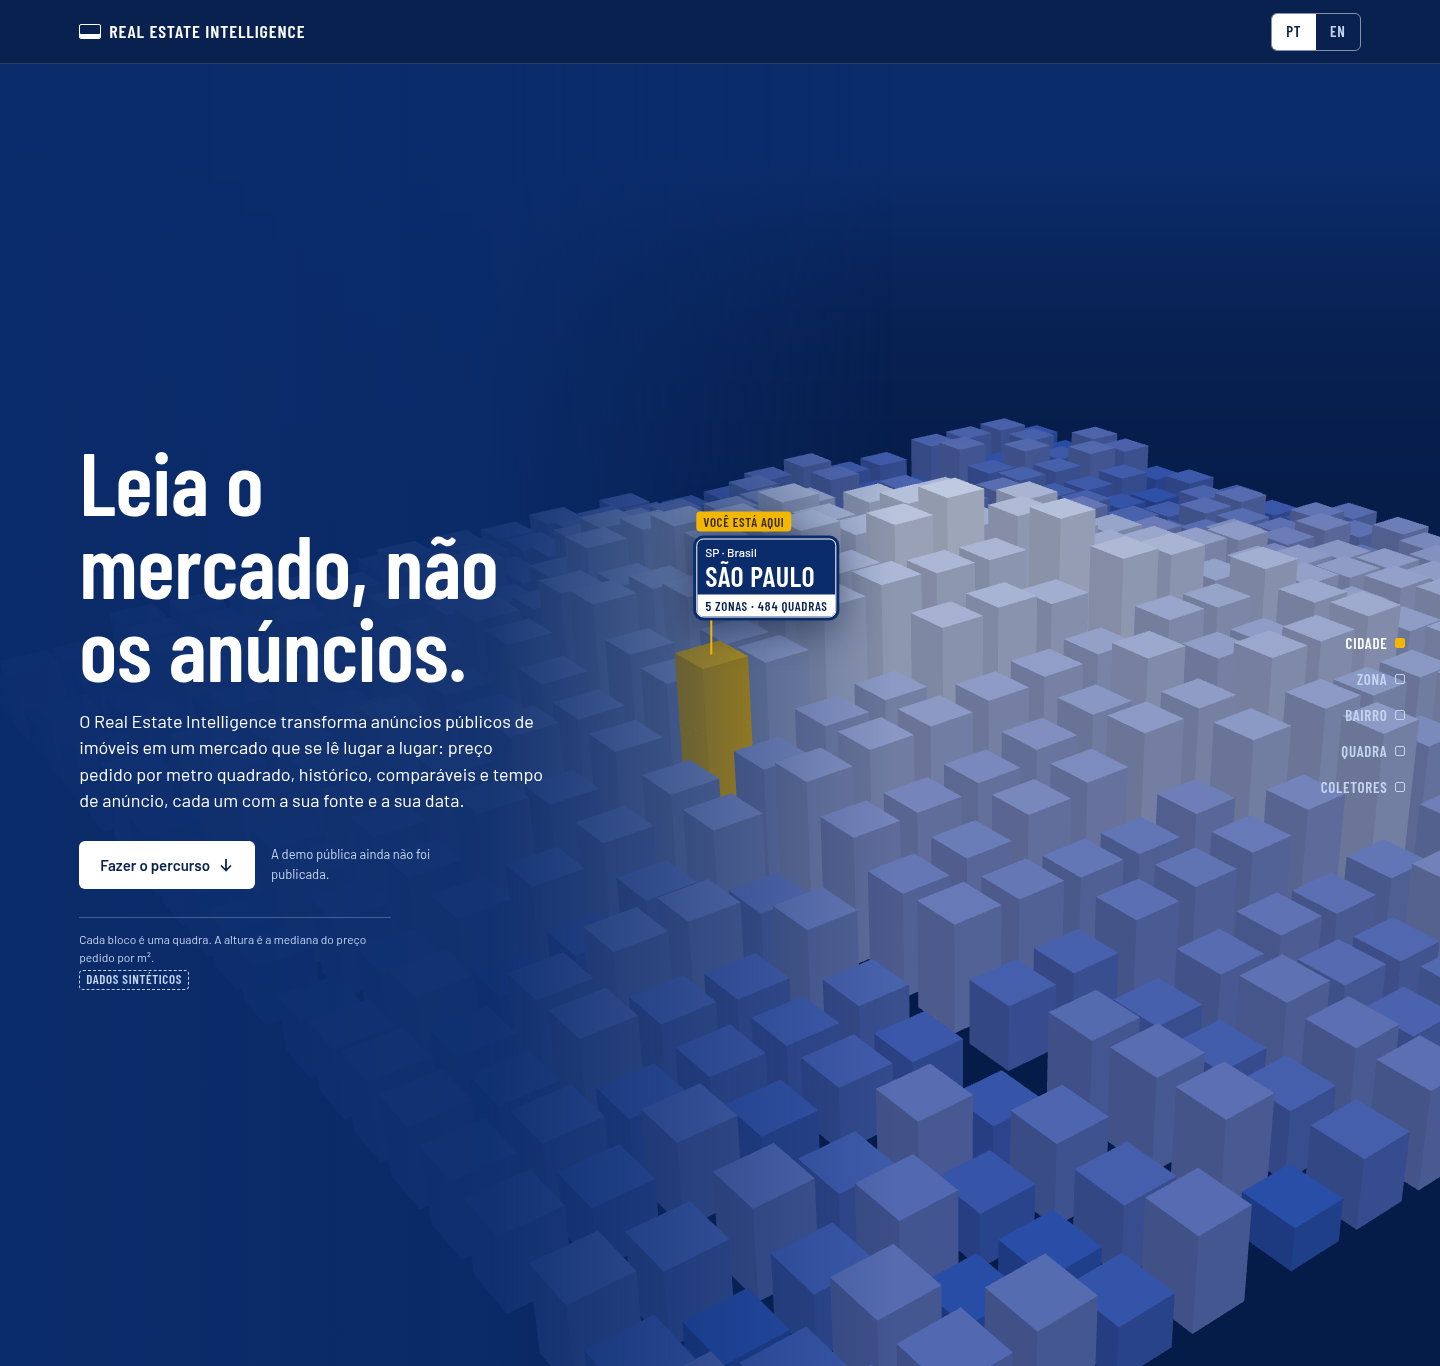 REAL ESTATE INTELLIGENCE
PT EN
Leia o
mercado, não
os anúncios.
O Real Estate Intelligence transforma anúncios públicos de
imóveis em um mercado que se lê lugar a lugar: preço
pedido por metro quadrado, histórico, comparáveis e tempo
de anúncio, cada um com a sua fonte e a sua data.
Fazer o percurso ↓
A demo pública ainda não foi
publicada.
Cada bloco é uma quadra. A altura é a mediana do preço
pedido por m².
DADOS SINTÉTICOS
VOCÊ ESTÁ AQUI
SP · Brasil
SÃO PAULO
5 ZONAS · 484 QUADRAS
CIDADE
ZONA
BAIRRO
QUADRA
COLETORES